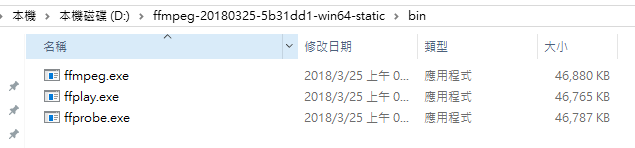 本機 > 本機磁碟 (D:) > ffmpeg-20180325-5b31dd1-win64-static > bin
名稱 修改日期 類型 大小
ffmpeg.exe 2018/3/25 上午 0... 應用程式 46,880 KB
ffplay.exe 2018/3/25 上午 0... 應用程式 46,765 KB
ffprobe.exe 2018/3/25 上午 0... 應用程式 46,787 KB